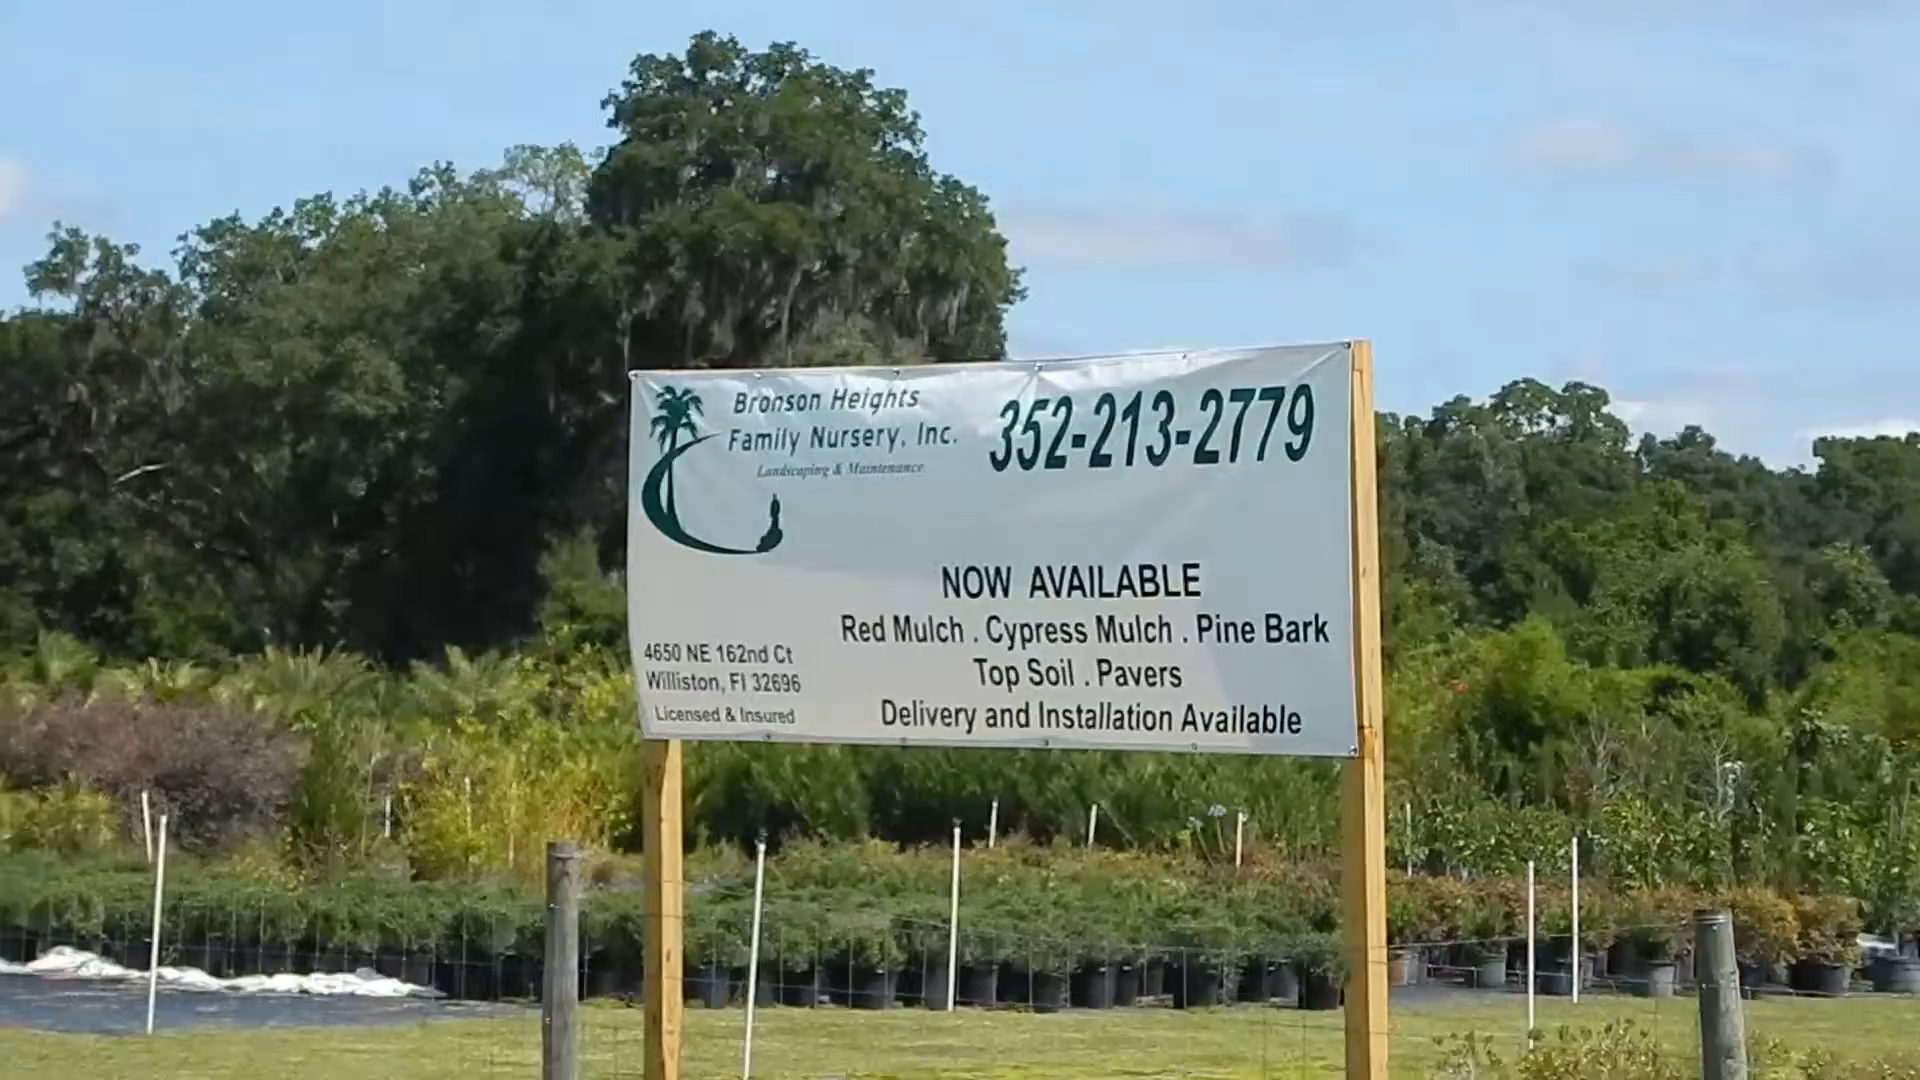 Bronson Heights
Family Nursery, Inc.
Landscaping & Maintenance
352-213-2779
NOW AVAILABLE
Red Mulch . Cypress Mulch . Pine Bark
Top Soil . Pavers
Delivery and Installation Available
4650 NE 162nd Ct
Williston, Fl 32696
Licensed & Insured